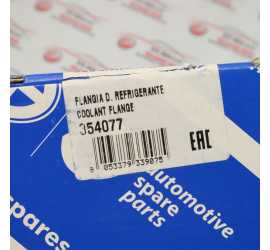 FLANGIA D. REFRIGERANTE
COOLANT FLANGE
354077
EAC
8 053379 339075
automotive
spare
parts
spares